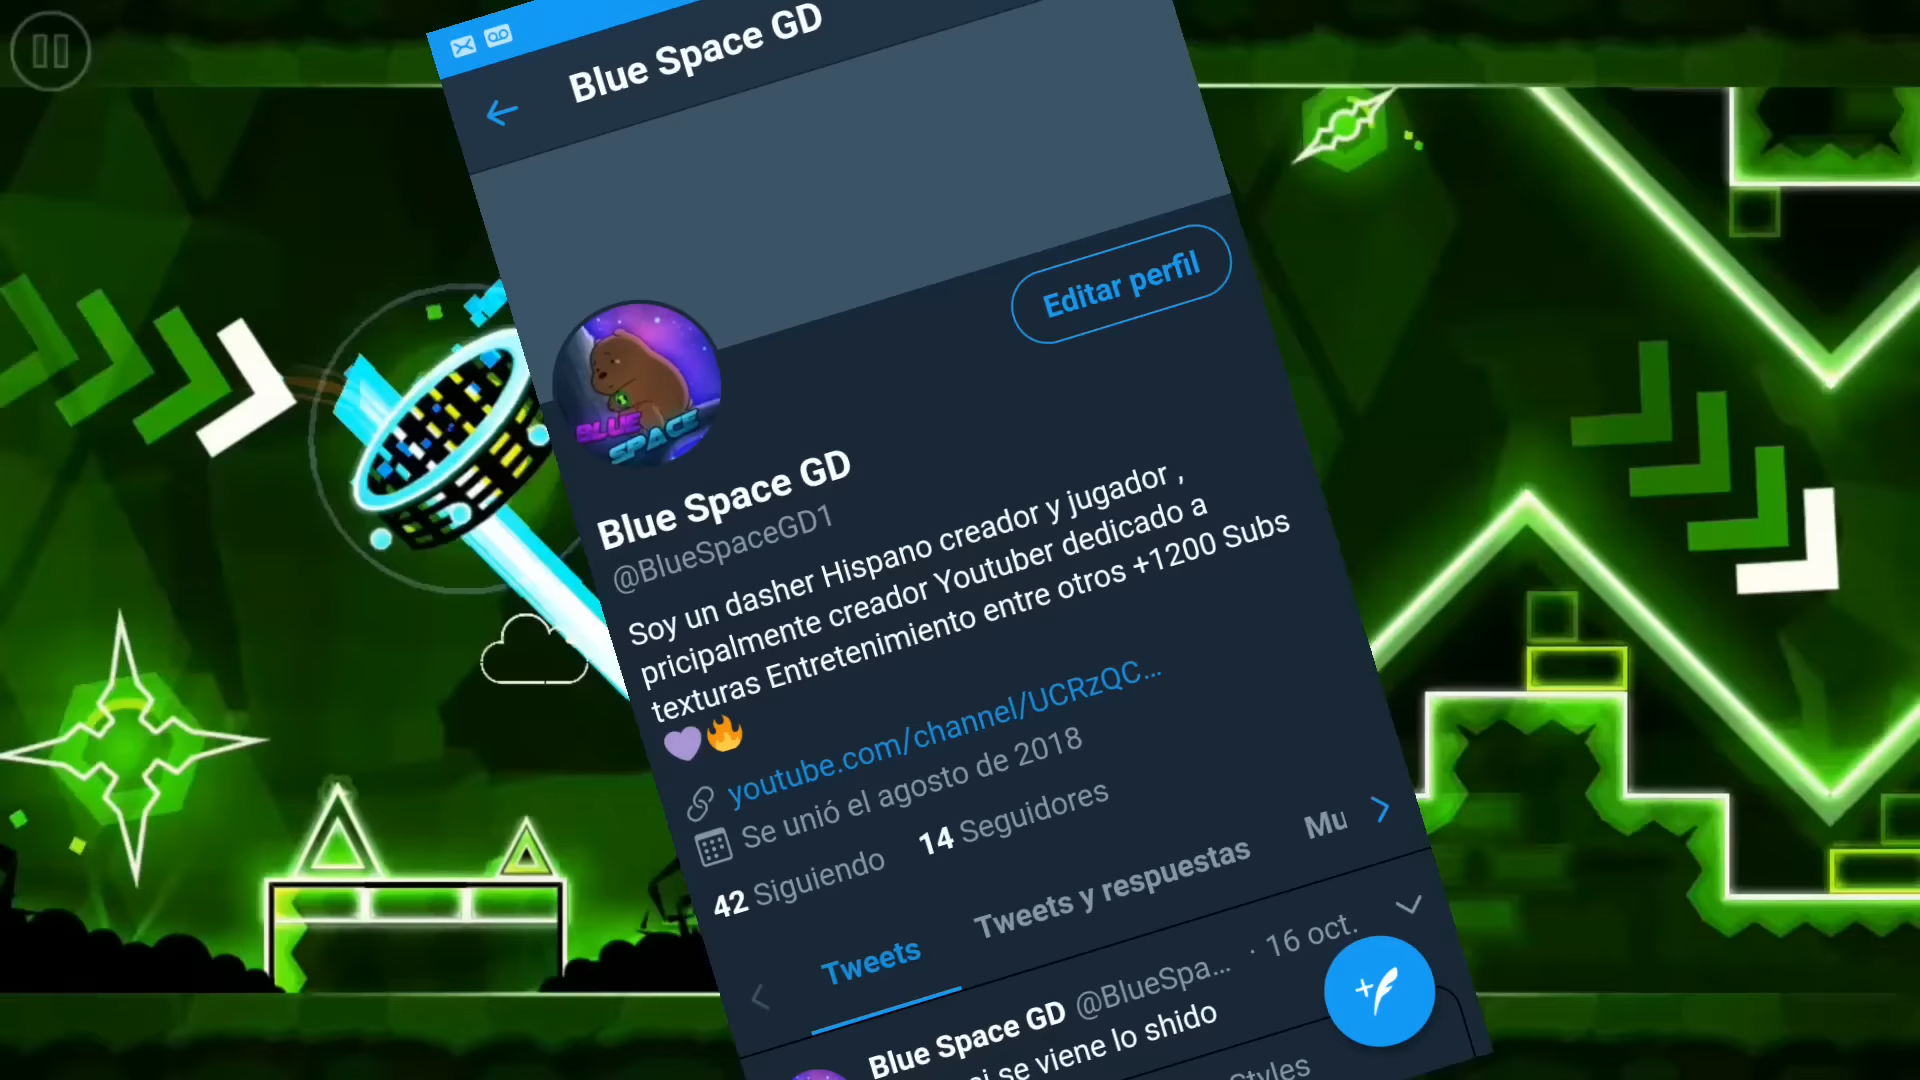 Blue Space GD
Editar perfil
BLUE
SPACE
Blue Space GD
@BlueSpaceGD1
Soy un dasher Hispano creador y jugador ,
pricipalmente creador Youtuber dedicado a
texturas Entretenimiento entre otros +1200 Subs
💜🔥
youtube.com/channel/UCRzQC...
Se unió el agosto de 2018
42 Siguiendo 14 Seguidores
Tweets Tweets y respuestas Mu
Blue Space GD @BlueSpa... · 16 oct.
se viene lo shido